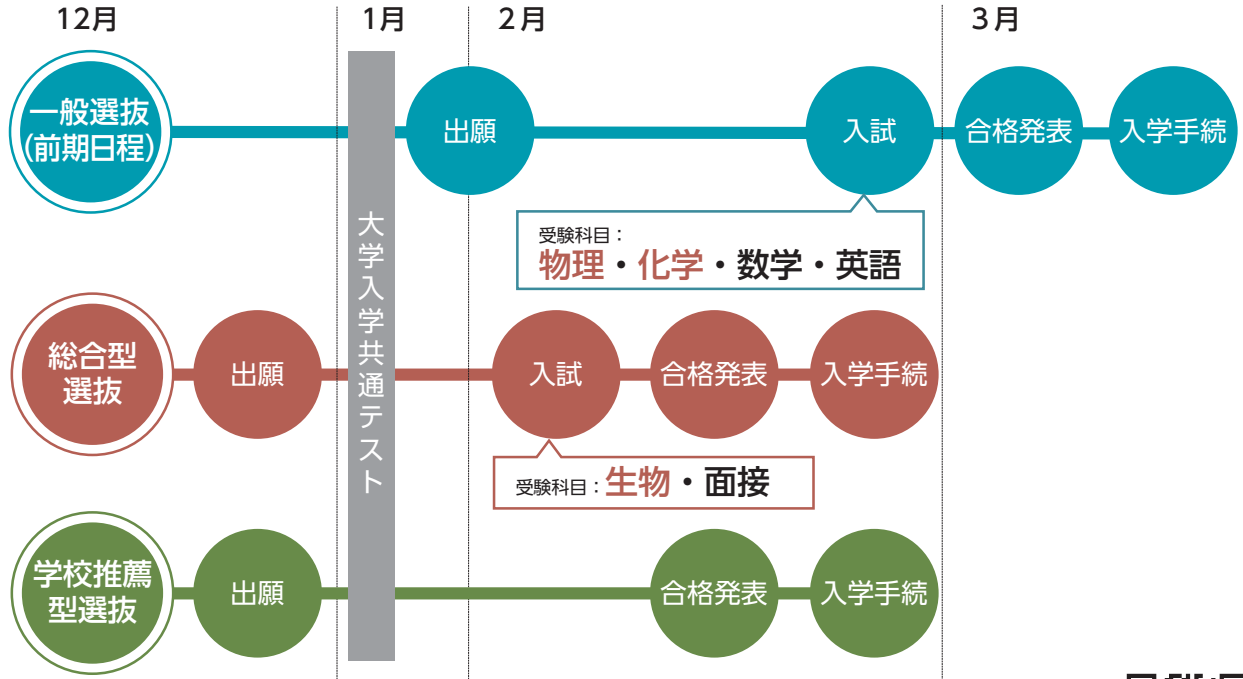 12月
1月
2月
3月
一般選抜
(前期日程)
出願
入試
合格発表
入学手続
受験科目：
物理・化学・数学・英語
大学入学共通テスト
総合型
選抜
出願
入試
合格発表
入学手続
受験科目：生物・面接
学校推薦
型選抜
出願
合格発表
入学手続